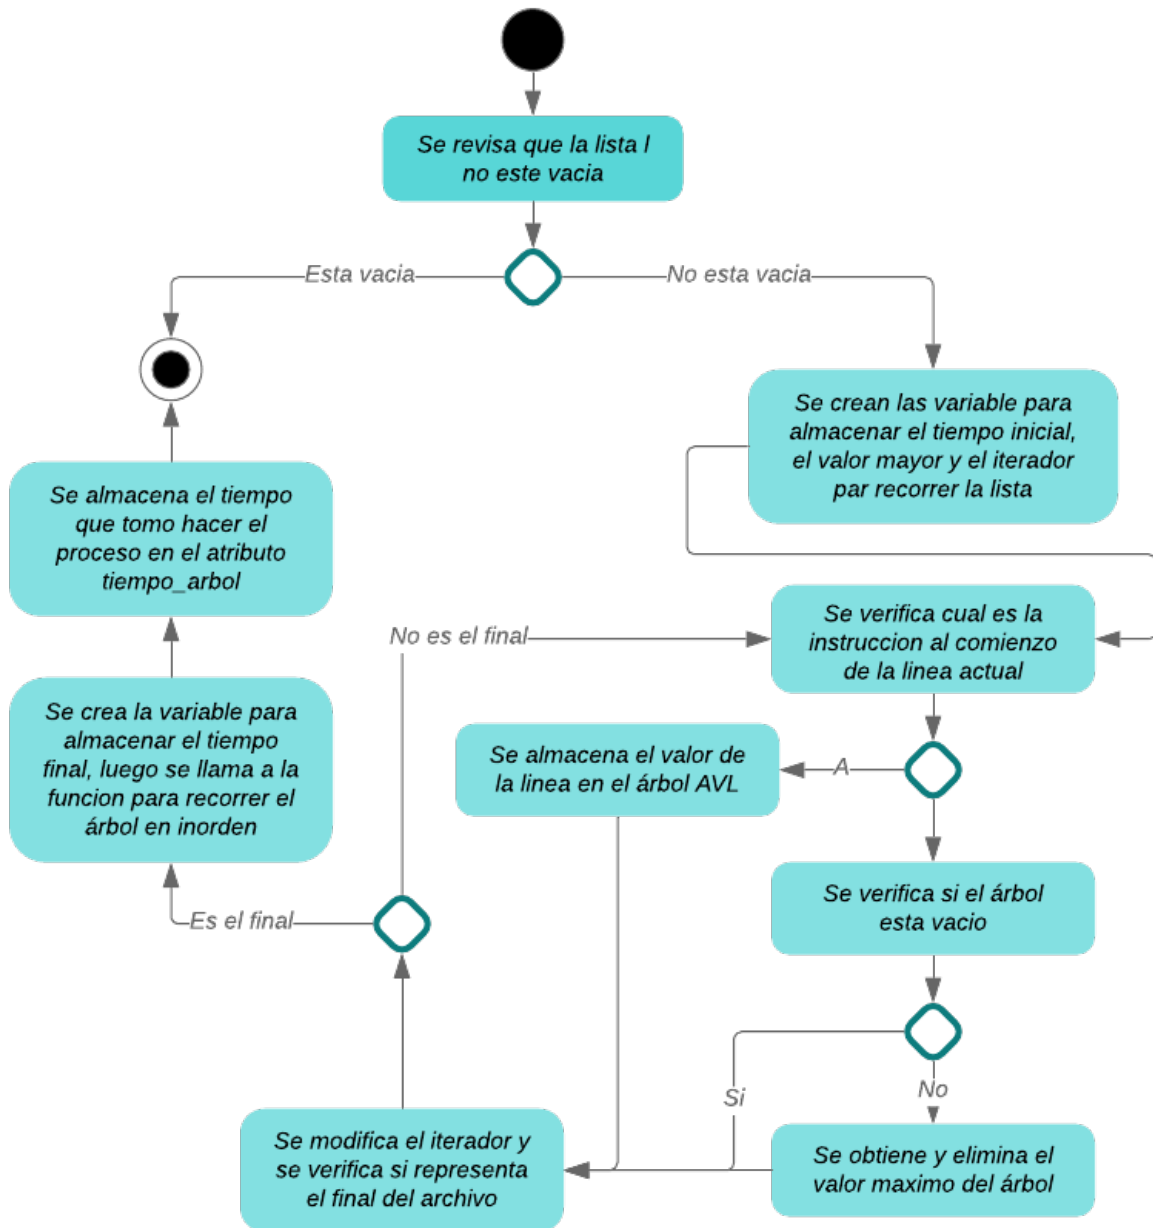 Se revisa que la lista l
no este vacia
Esta vacia
No esta vacia
Se crean las variable para
almacenar el tiempo inicial,
el valor mayor y el iterador
par recorrer la lista
Se almacena el tiempo
que tomo hacer el
proceso en el atributo
tiempo_arbol
No es el final
Se verifica cual es la
instruccion al comienzo
de la linea actual
Se crea la variable para
almacenar el tiempo
final, luego se llama a la
funcion para recorrer el
árbol en inorden
Se almacena el valor de
la linea en el árbol AVL
A
Es el final
Se verifica si el árbol
esta vacio
Si
No
Se modifica el iterador y
se verifica si representa
el final del archivo
Se obtiene y elimina el
valor maximo del árbol